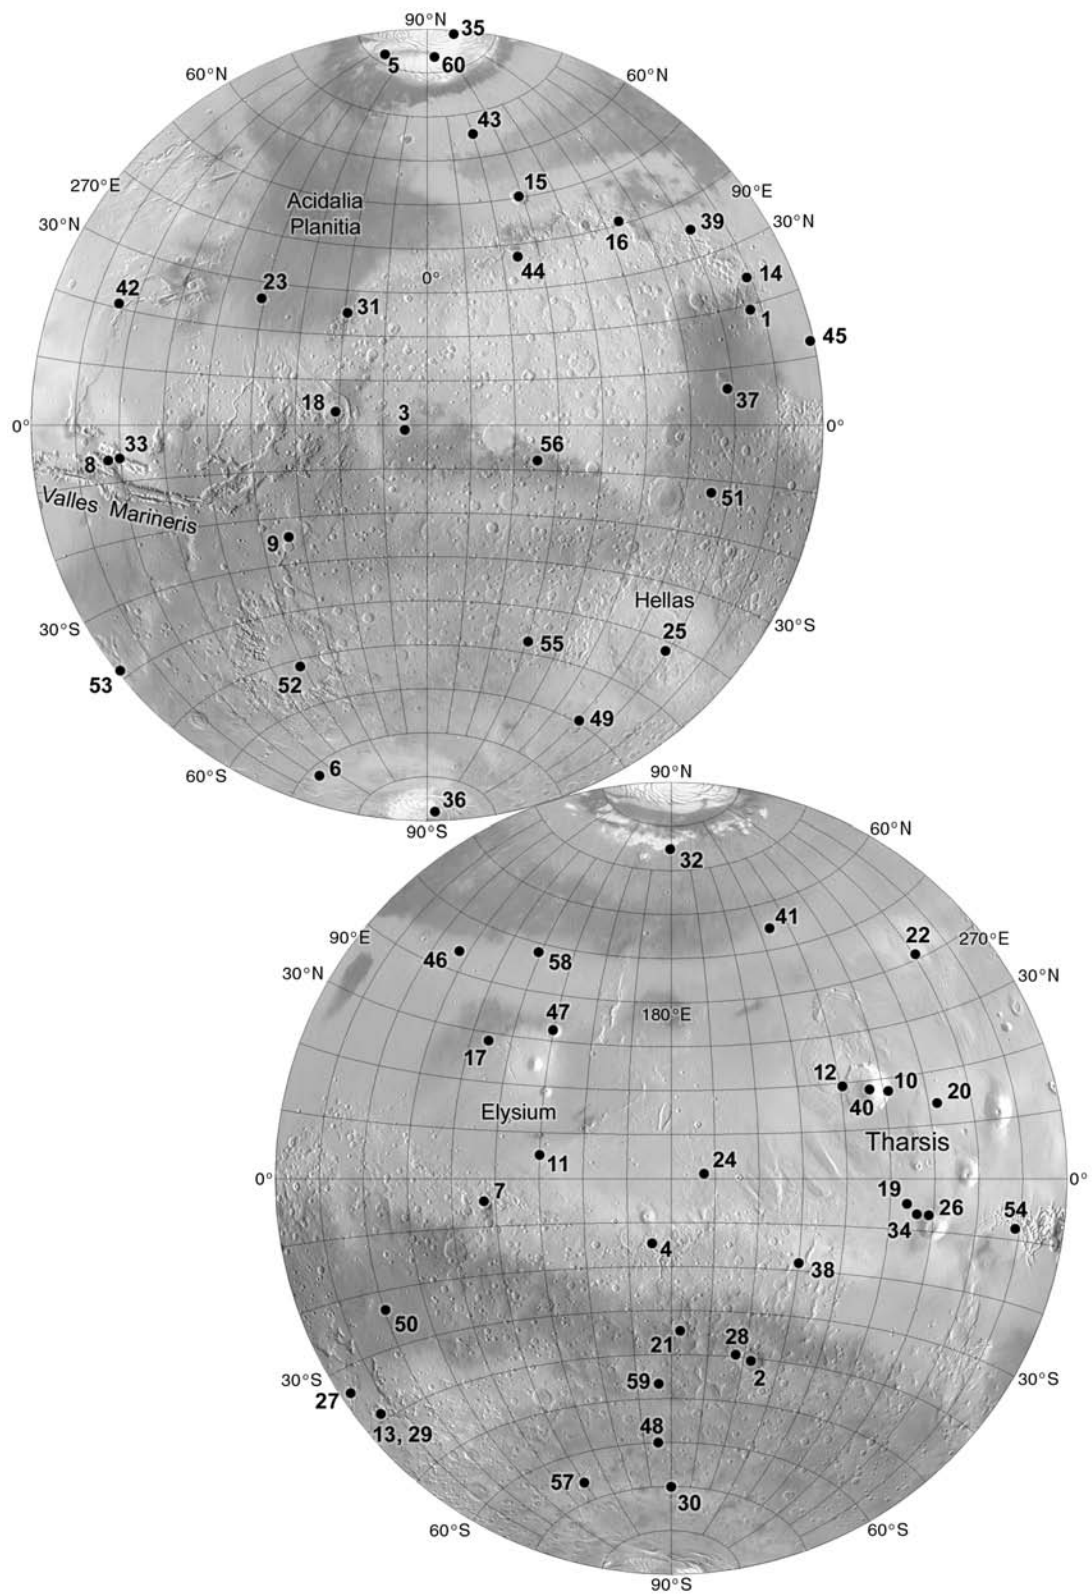 90°N
35
5
60
60°N
60°N
43
270°E
15
90°E
Acidalia
Planitia
30°N
30°N
39
16
44
0°
14
42
23
31
1
45
18
3
37
0°
0°
33
56
8
Valles Marineris
51
9
Hellas
30°S
30°S
25
55
53
52
49
60°S
6
36
90°S
90°N
60°N
32
41
90°E
22
270°E
46
58
30°N
30°N
47
180°E
17
12
10
20
40
Elysium
Tharsis
11
24
0°
0°
7
19
26
54
34
4
38
50
28
21
2
30°S
30°S
59
27
13, 29
48
57
30
60°S
60°S
90°S